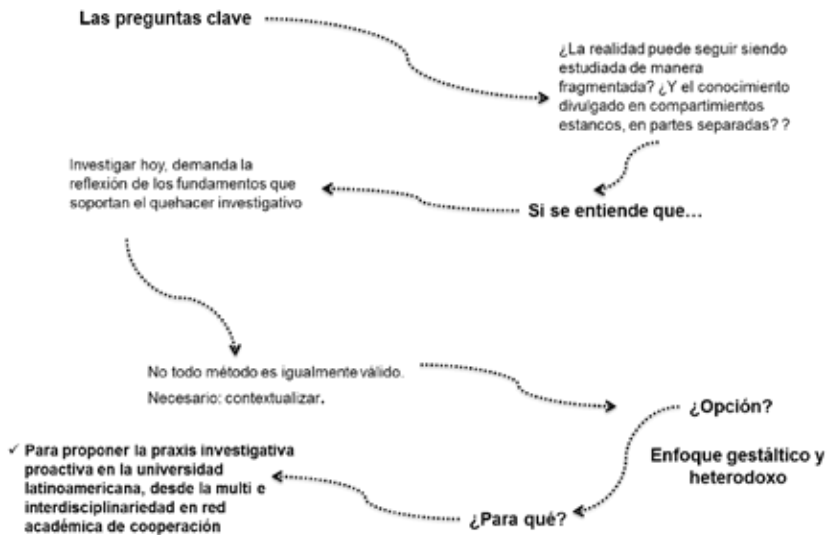 Las preguntas clave
¿La realidad puede seguir siendo
estudiada de manera
fragmentada? ¿Y el conocimiento
divulgado en compartimientos
estancos, en partes separadas? ?
Si se entiende que...
Investigar hoy, demanda la
reflexión de los fundamentos que
soportan el quehacer investigativo
No todo método es igualmente válido.
Necesario: contextualizar.
¿Opción?
Enfoque gestáltico y
heterodoxo
¿Para qué?
✓ Para proponer la praxis investigativa
proactiva en la universidad
latinoamericana, desde la multi e
interdisciplinariedad en red
académica de cooperación